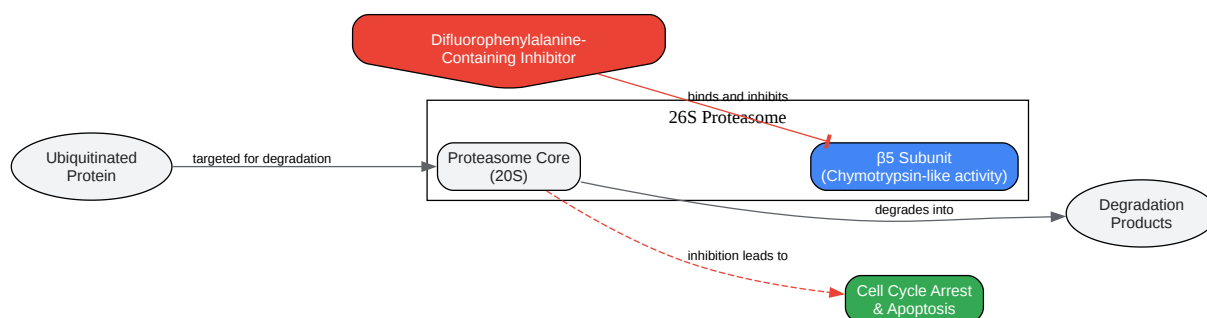 Difluorophenylalanine-
Containing Inhibitor
binds and inhibits
26S Proteasome
Ubiquitinated
Protein
targeted for degradation
Proteasome Core
(20S)
β5 Subunit
(Chymotrypsin-like activity)
degrades into
Degradation
Products
inhibition leads to
Cell Cycle Arrest
& Apoptosis